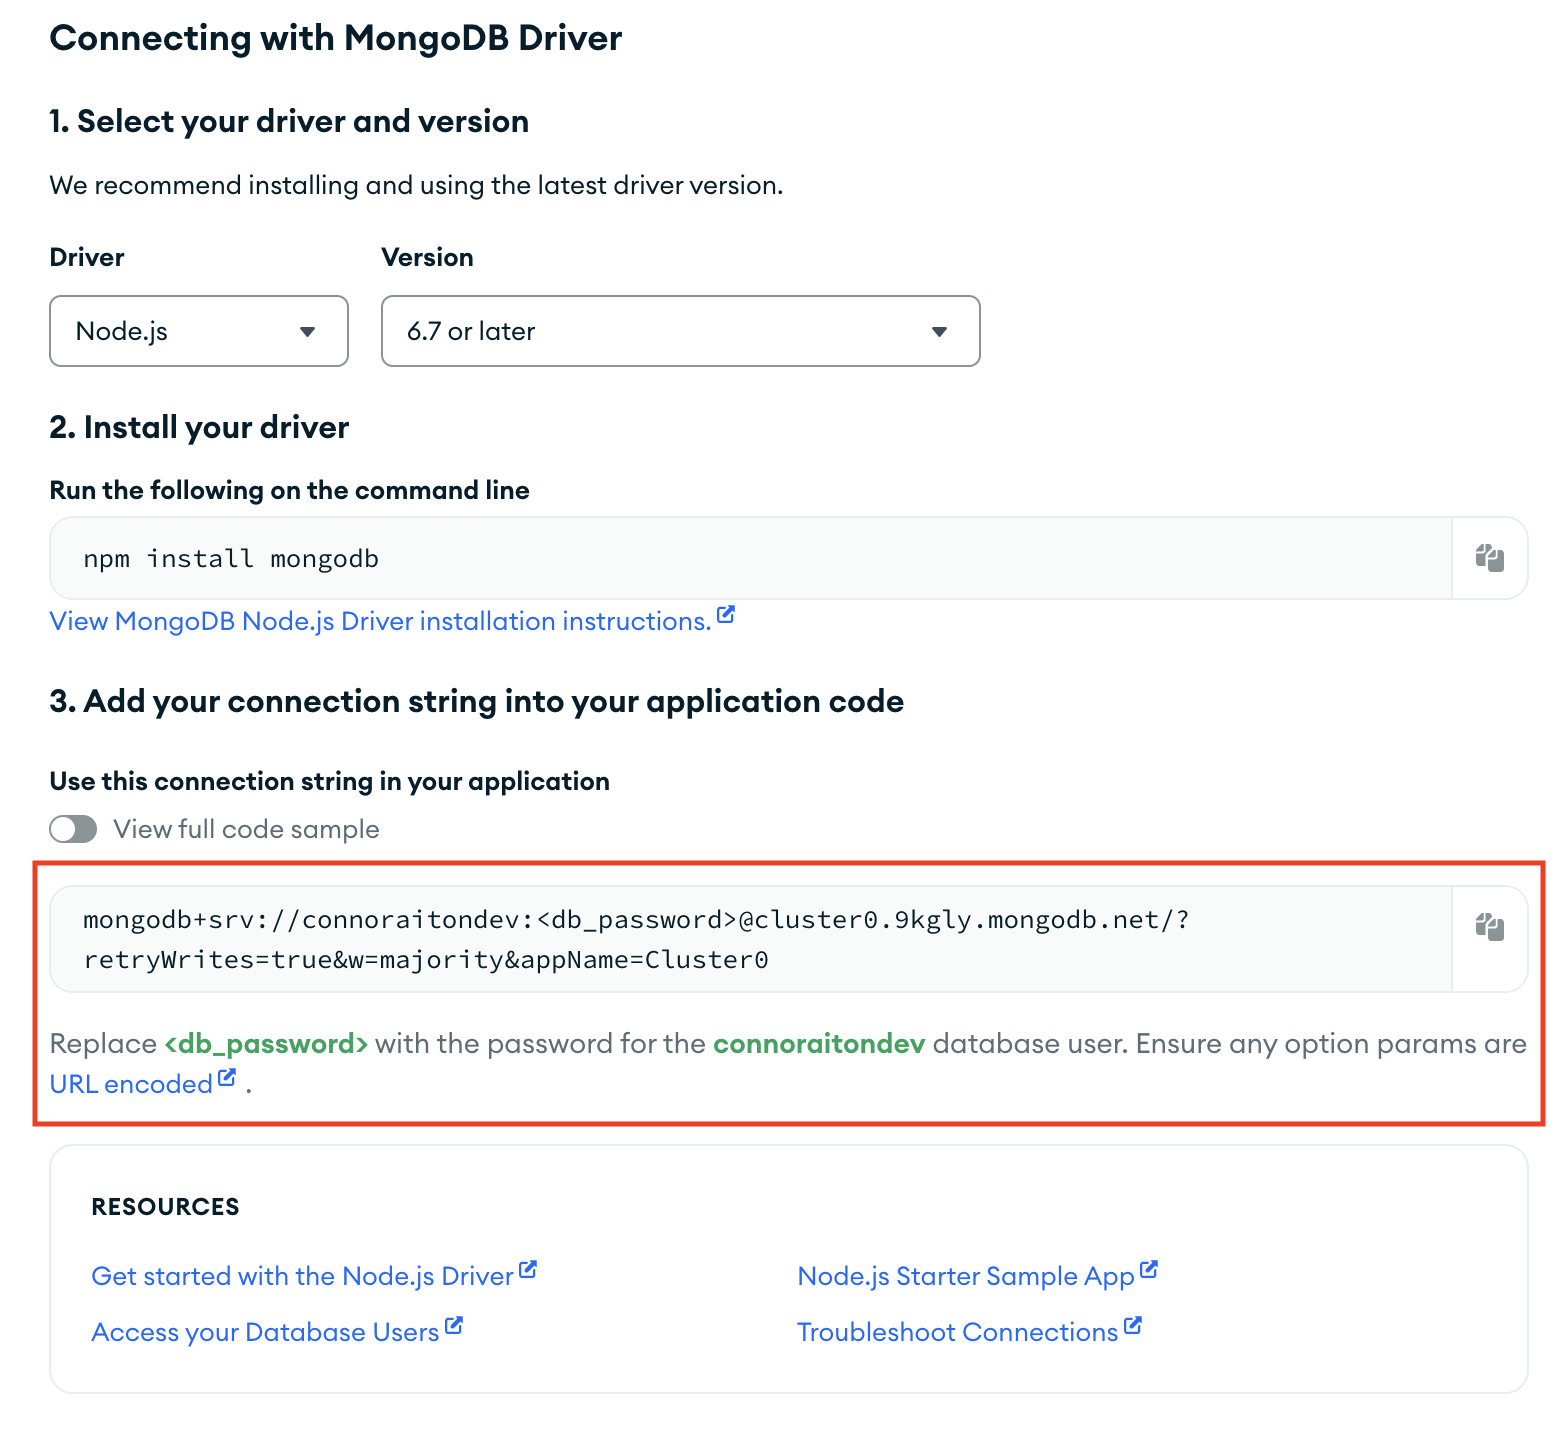 Connecting with MongoDB Driver
1. Select your driver and version
We recommend installing and using the latest driver version.
Driver
Version
Node.js
6.7 or later
2. Install your driver
Run the following on the command line
npm install mongodb
View MongoDB Node.js Driver installation instructions.
3. Add your connection string into your application code
Use this connection string in your application
View full code sample
mongodb+srv://connoraitondev:<db_password>@cluster0.9kgly.mongodb.net/?
retryWrites=true&w=majority&appName=Cluster0
Replace <db_password> with the password for the connoraitondev database user. Ensure any option params are
URL encoded .
RESOURCES
Get started with the Node.js Driver
Node.js Starter Sample App
Access your Database Users
Troubleshoot Connections